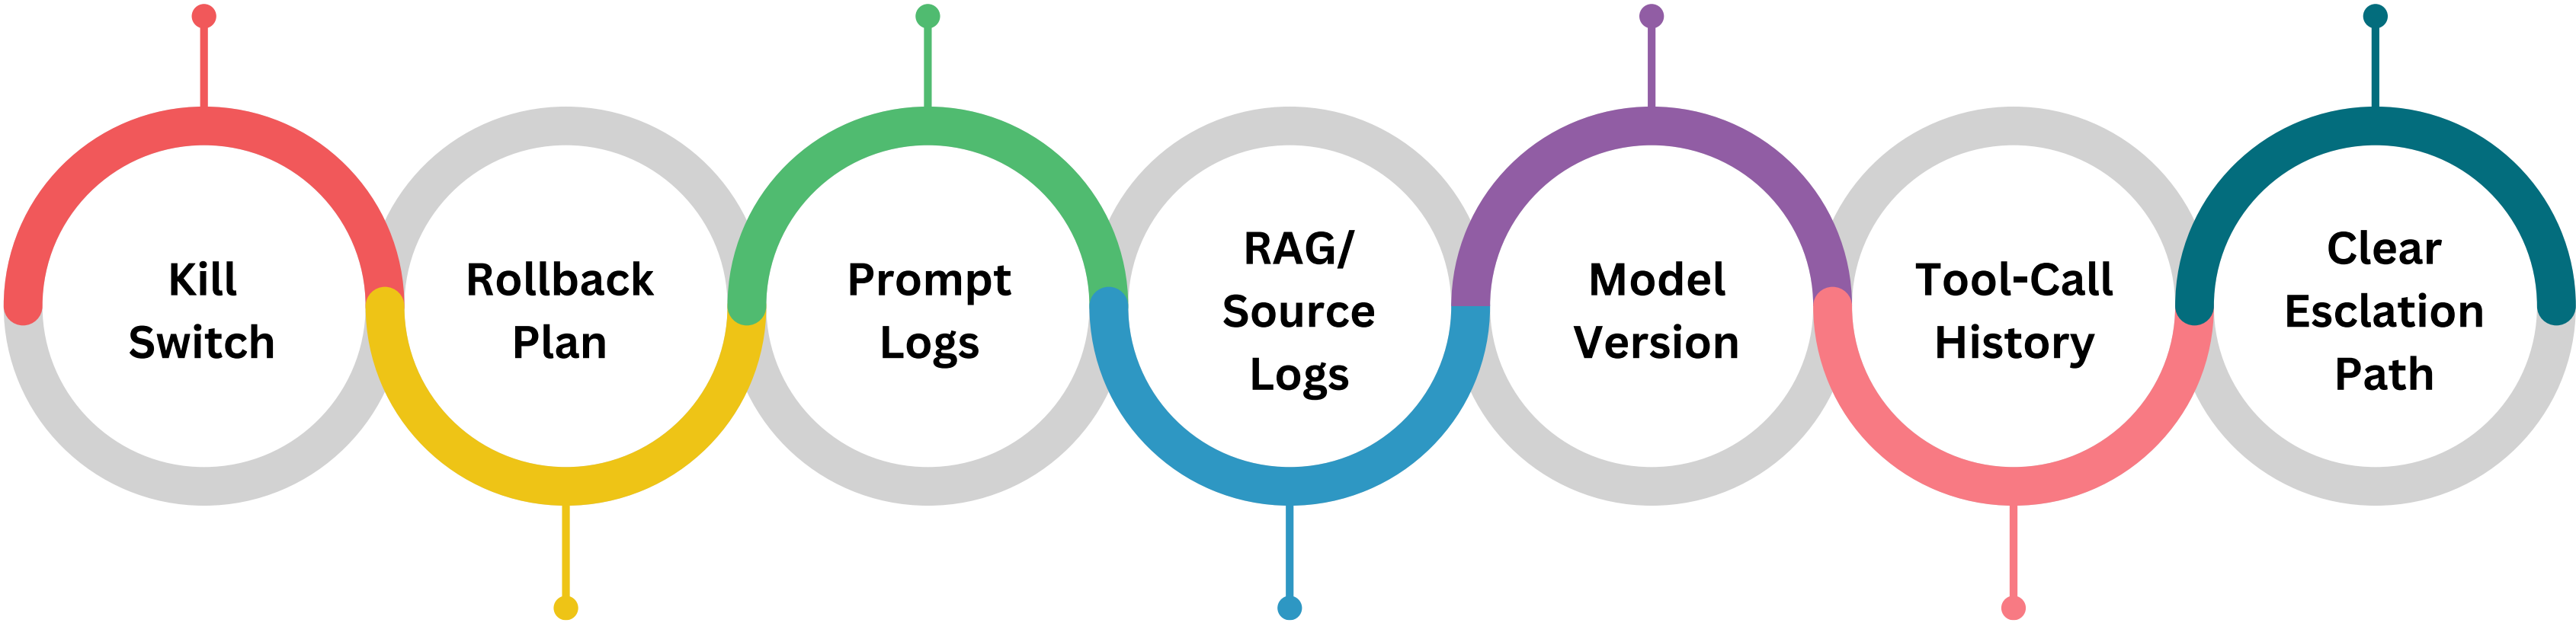 Kill
Switch
Rollback
Plan
Prompt
Logs
RAG/
Source
Logs
Model
Version
Tool-Call
History
Clear
Esclation
Path